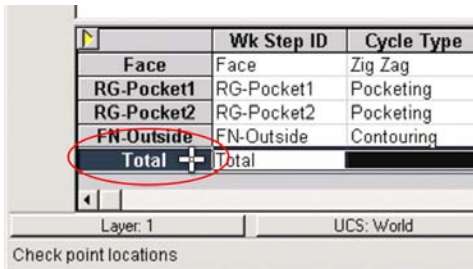 Wk Step ID Cycle Type
Face Face Zig Zag
RG-Pocket1 RG-Pocket1 Pocketing
RG-Pocket2 RG-Pocket2 Pocketing
FN-Outside FN-Outside Contouring
Total Total
Layer: 1 UCS: World
Check point locations